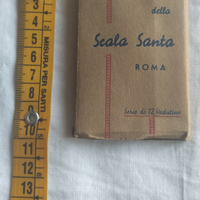 della
Scala Santa
ROMA
Serie di 12 Vedutine
MISURA PER SARTI
3
4
5
6
7
8
9
10
11
12
13